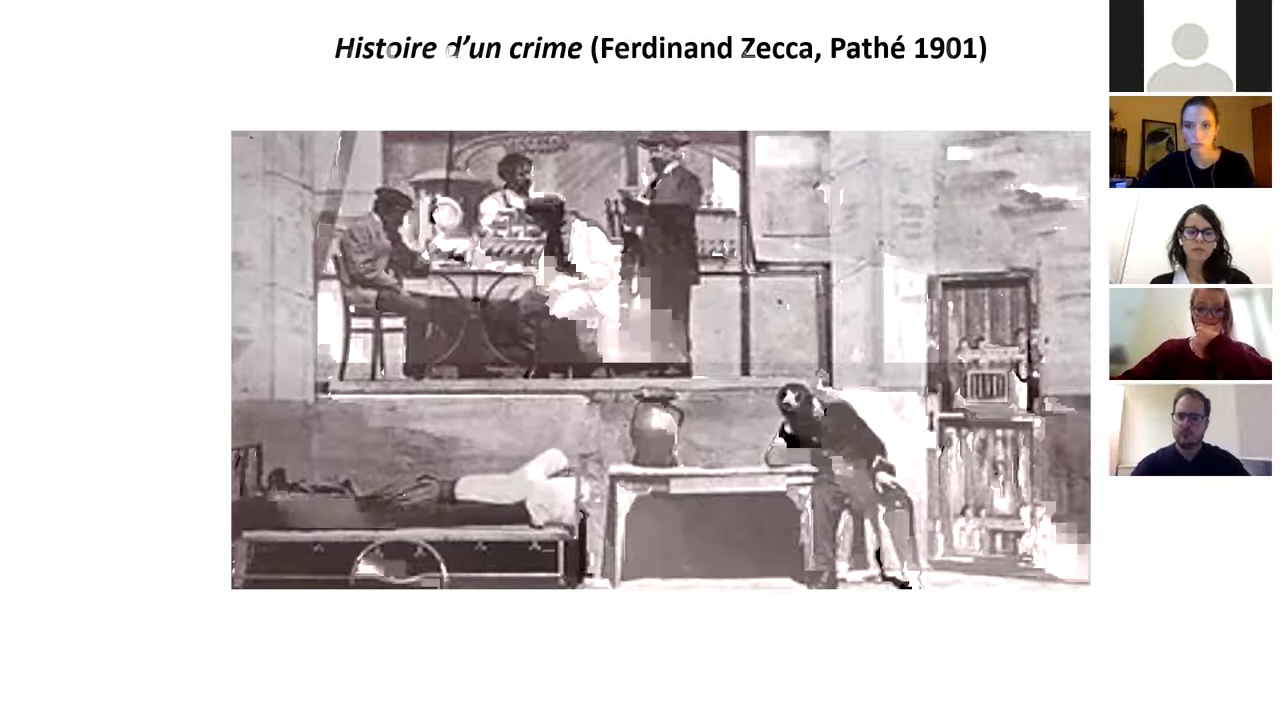 Histoire d'un crime (Ferdinand Zecca, Pathé 1901)